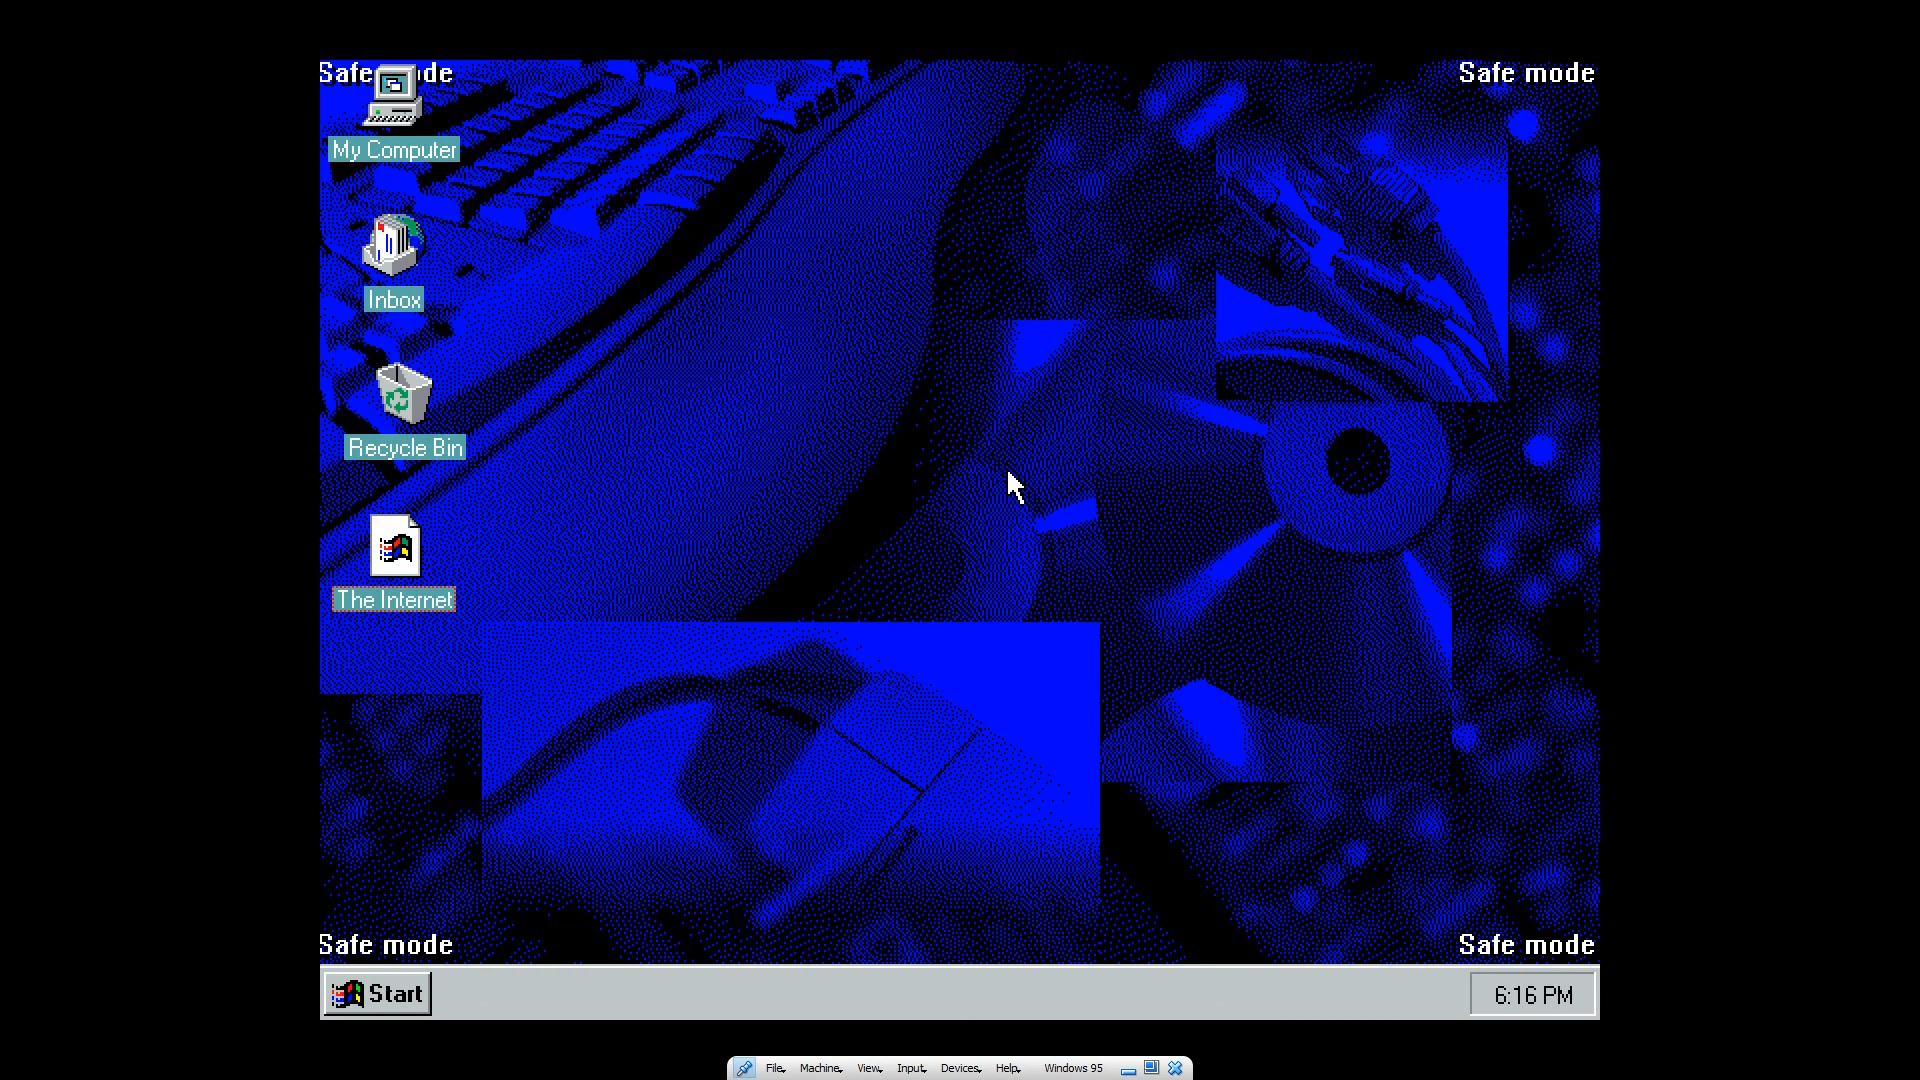 Safe mode
Safe mode
My Computer
Inbox
Recycle Bin
The Internet
Safe mode
Safe mode
Start
6:16 PM
File Machine View Input Devices Help Windows 95